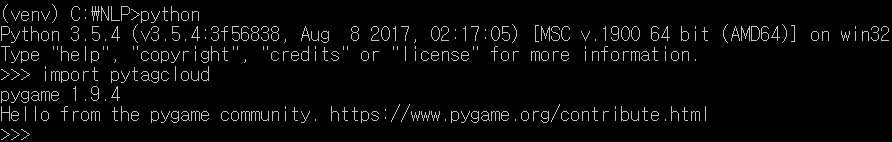 (venv) C:₩NLP>python
Python 3.5.4 (v3.5.4:3f56838, Aug  8 2017, 02:17:05) [MSC v.1900 64 bit (AMD64)] on win32
Type "help", "copyright", "credits" or "license" for more information.
>>> import pytagcloud
pygame 1.9.4
Hello from the pygame community. https://www.pygame.org/contribute.html
>>>